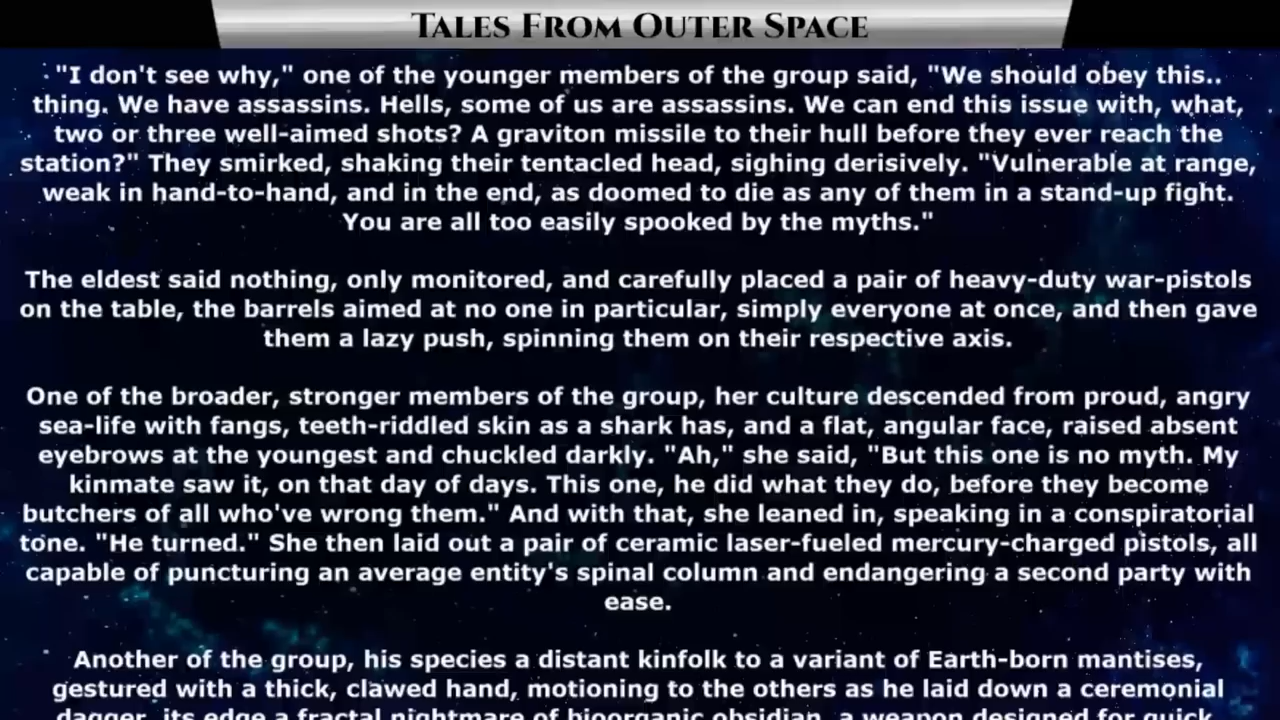 TALES FROM OUTER SPACE
"I don't see why," one of the younger members of the group said, "We should obey this..
thing. We have assassins. Hells, some of us are assassins. We can end this issue with, what,
two or three well-aimed shots? A graviton missile to their hull before they ever reach the
station?" They smirked, shaking their tentacled head, sighing derisively. "Vulnerable at range,
weak in hand-to-hand, and in the end, as doomed to die as any of them in a stand-up fight.
You are all too easily spooked by the myths."
The eldest said nothing, only monitored, and carefully placed a pair of heavy-duty war-pistols
on the table, the barrels aimed at no one in particular, simply everyone at once, and then gave
them a lazy push, spinning them on their respective axis.
One of the broader, stronger members of the group, her culture descended from proud, angry
sea-life with fangs, teeth-riddled skin as a shark has, and a flat, angular face, raised absent
eyebrows at the youngest and chuckled darkly. "Ah," she said, "But this one is no myth. My
kinmate saw it, on that day of days. This one, he did what they do, before they become
butchers of all who've wrong them." And with that, she leaned in, speaking in a conspiratorial
tone. "He turned." She then laid out a pair of ceramic laser-fueled mercury-charged pistols, all
capable of puncturing an average entity's spinal column and endangering a second party with
ease.
Another of the group, his species a distant kinfolk to a variant of Earth-born mantises,
gestured with a thick, clawed hand, motioning to the others as he laid down a ceremonial
dagger, its edge a fractal nightmare of bioorganic obsidian, a weapon designed for quick